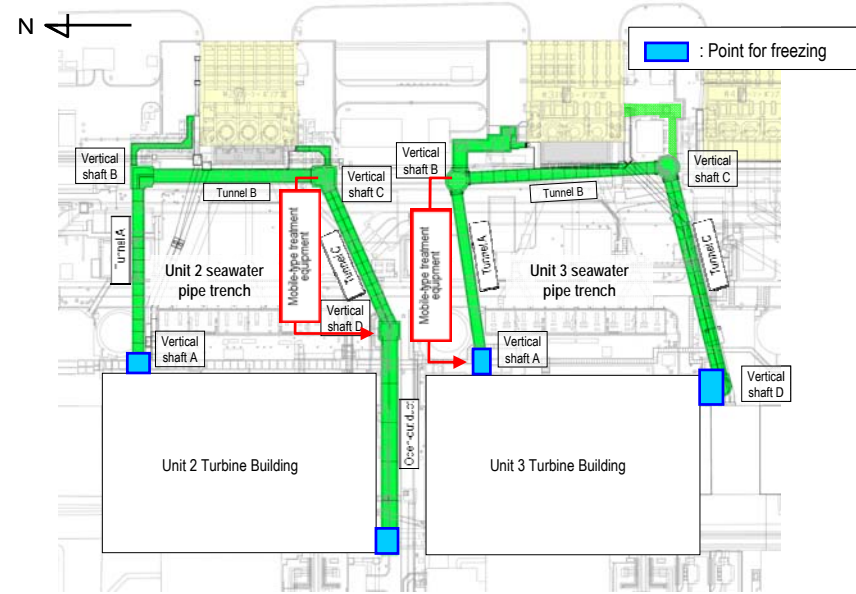 N
: Point for freezing
Vertical
shaft B
Tunnel B
Vertical
shaft C
Tunnel A
Unit 2 seawater
pipe trench
Mobile-type treatment
equipment
Tunnel C
Vertical
shaft D
Vertical
shaft A
Unit 2 Turbine Building
Vertical
shaft B
Tunnel B
Vertical
shaft C
Mobile-type treatment
equipment
Tunnel A
Unit 3 seawater
pipe trench
Tunnel C
Vertical
shaft A
Vertical
shaft D
Unit 3 Turbine Building